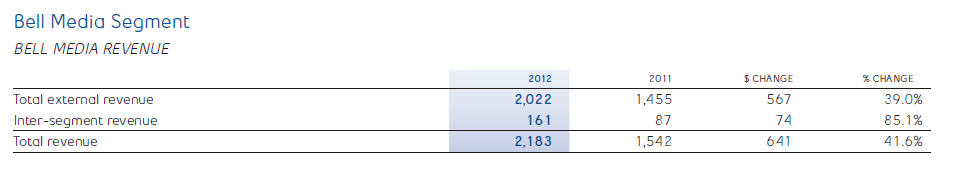 Bell Media Segment
BELL MEDIA REVENUE
2012 2011 $ CHANGE % CHANGE
Total external revenue 2,022 1,455 567 39.0%
Inter-segment revenue 161 87 74 85.1%
Total revenue 2,183 1,542 641 41.6%